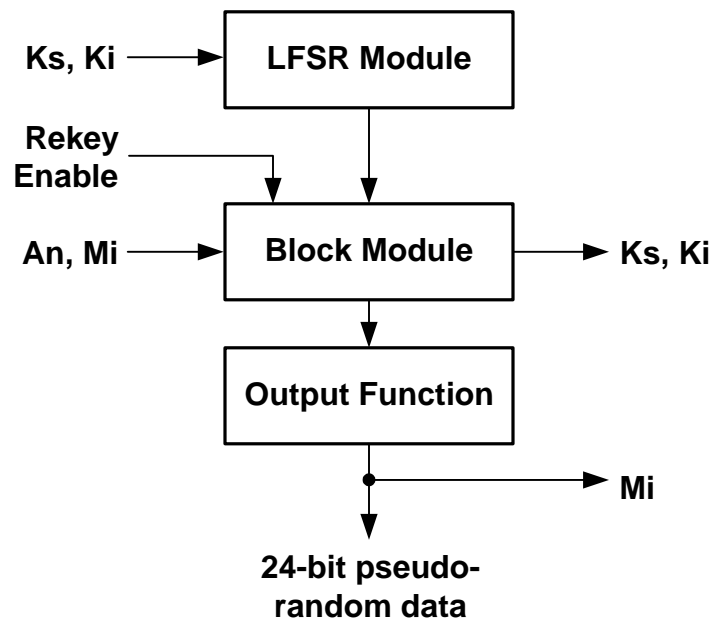 Ks, Ki
LFSR Module
Rekey
Enable
An, Mi
Block Module
Ks, Ki
Output Function
Mi
24-bit pseudo-
random data